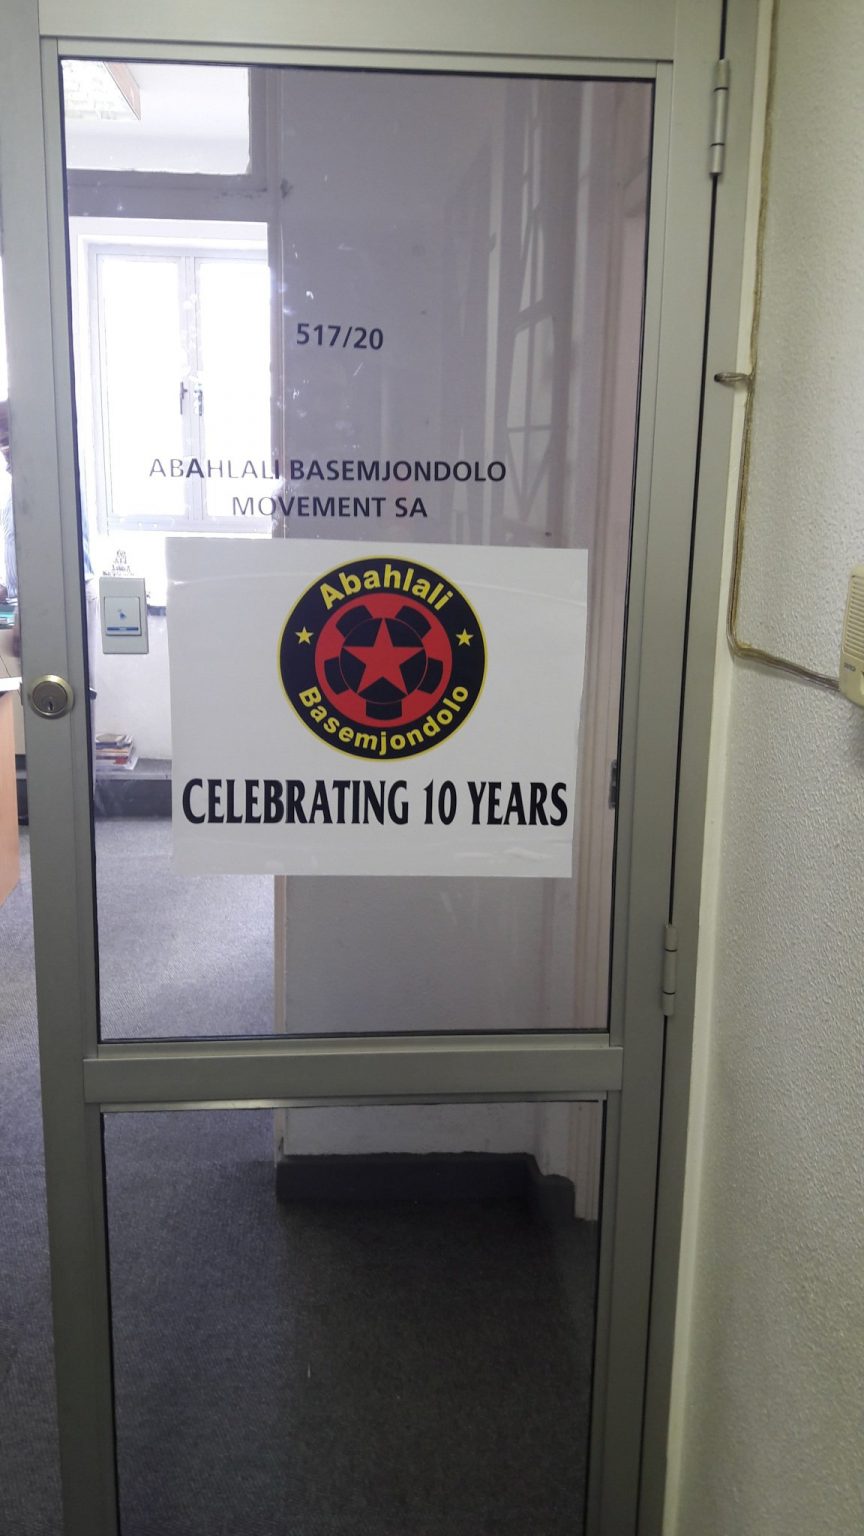 517/20
ABAHLALI BASEMJONDOLO
MOVEMENT SA
Abahlali
Basemjondolo
CELEBRATING 10 YEARS